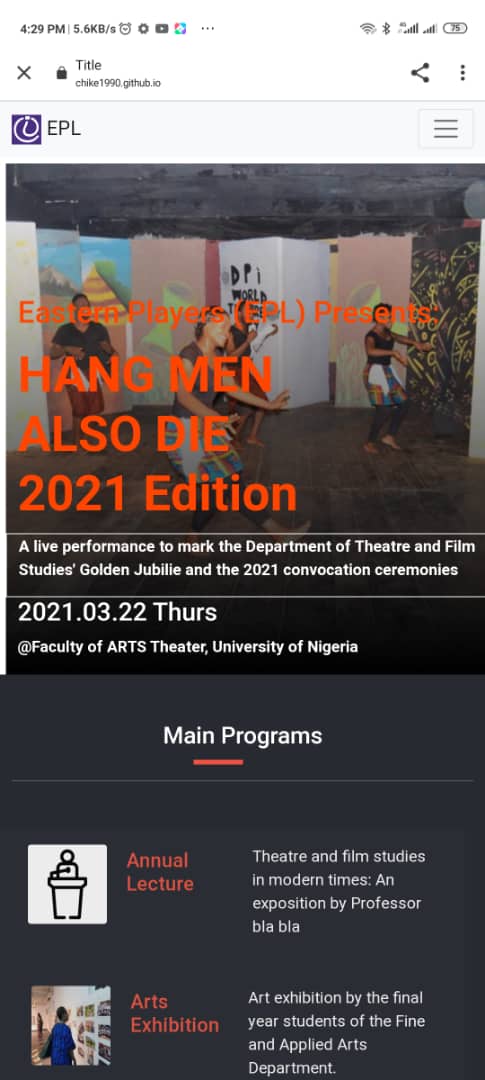 4:29 PM | 5.6KB/s
4G
75
Title
chike1990.github.io
EPL
DPi
WORLD
Eastern Players (EPL) Presents:
HANG MEN
ALSO DIE
2021 Edition
A live performance to mark the Department of Theatre and Film
Studies' Golden Jubilie and the 2021 convocation ceremonies
2021.03.22 Thurs
@Faculty of ARTS Theater, University of Nigeria
Main Programs
Annual
Lecture
Theatre and film studies
in modern times: An
exposition by Professor
bla bla
Arts
Exhibition
Art exhibition by the final
year students of the Fine
and Applied Arts
Department.